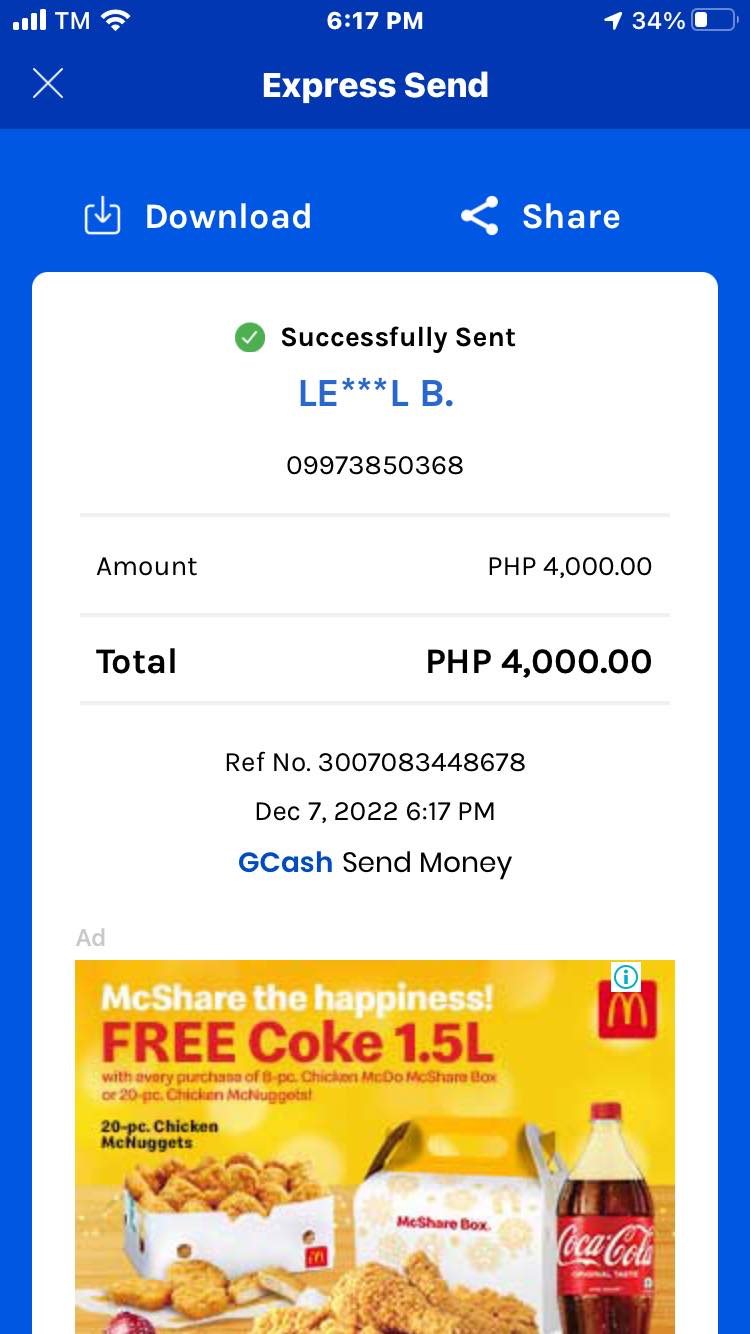 TM 6:17 PM 34%
Express Send
Download Share
Successfully Sent
LE***L B.
09973850368
Amount PHP 4,000.00
Total PHP 4,000.00
Ref No. 3007083448678
Dec 7, 2022 6:17 PM
GCash Send Money
Ad
McShare the happiness!
FREE Coke 1.5L
with every purchase of 8-pc. Chicken McDo McShare Box
or 20-pc. Chicken McNuggets!
20-pc. Chicken
McNuggets
McShare Box.
Coca-Cola
ORIGINAL TASTE